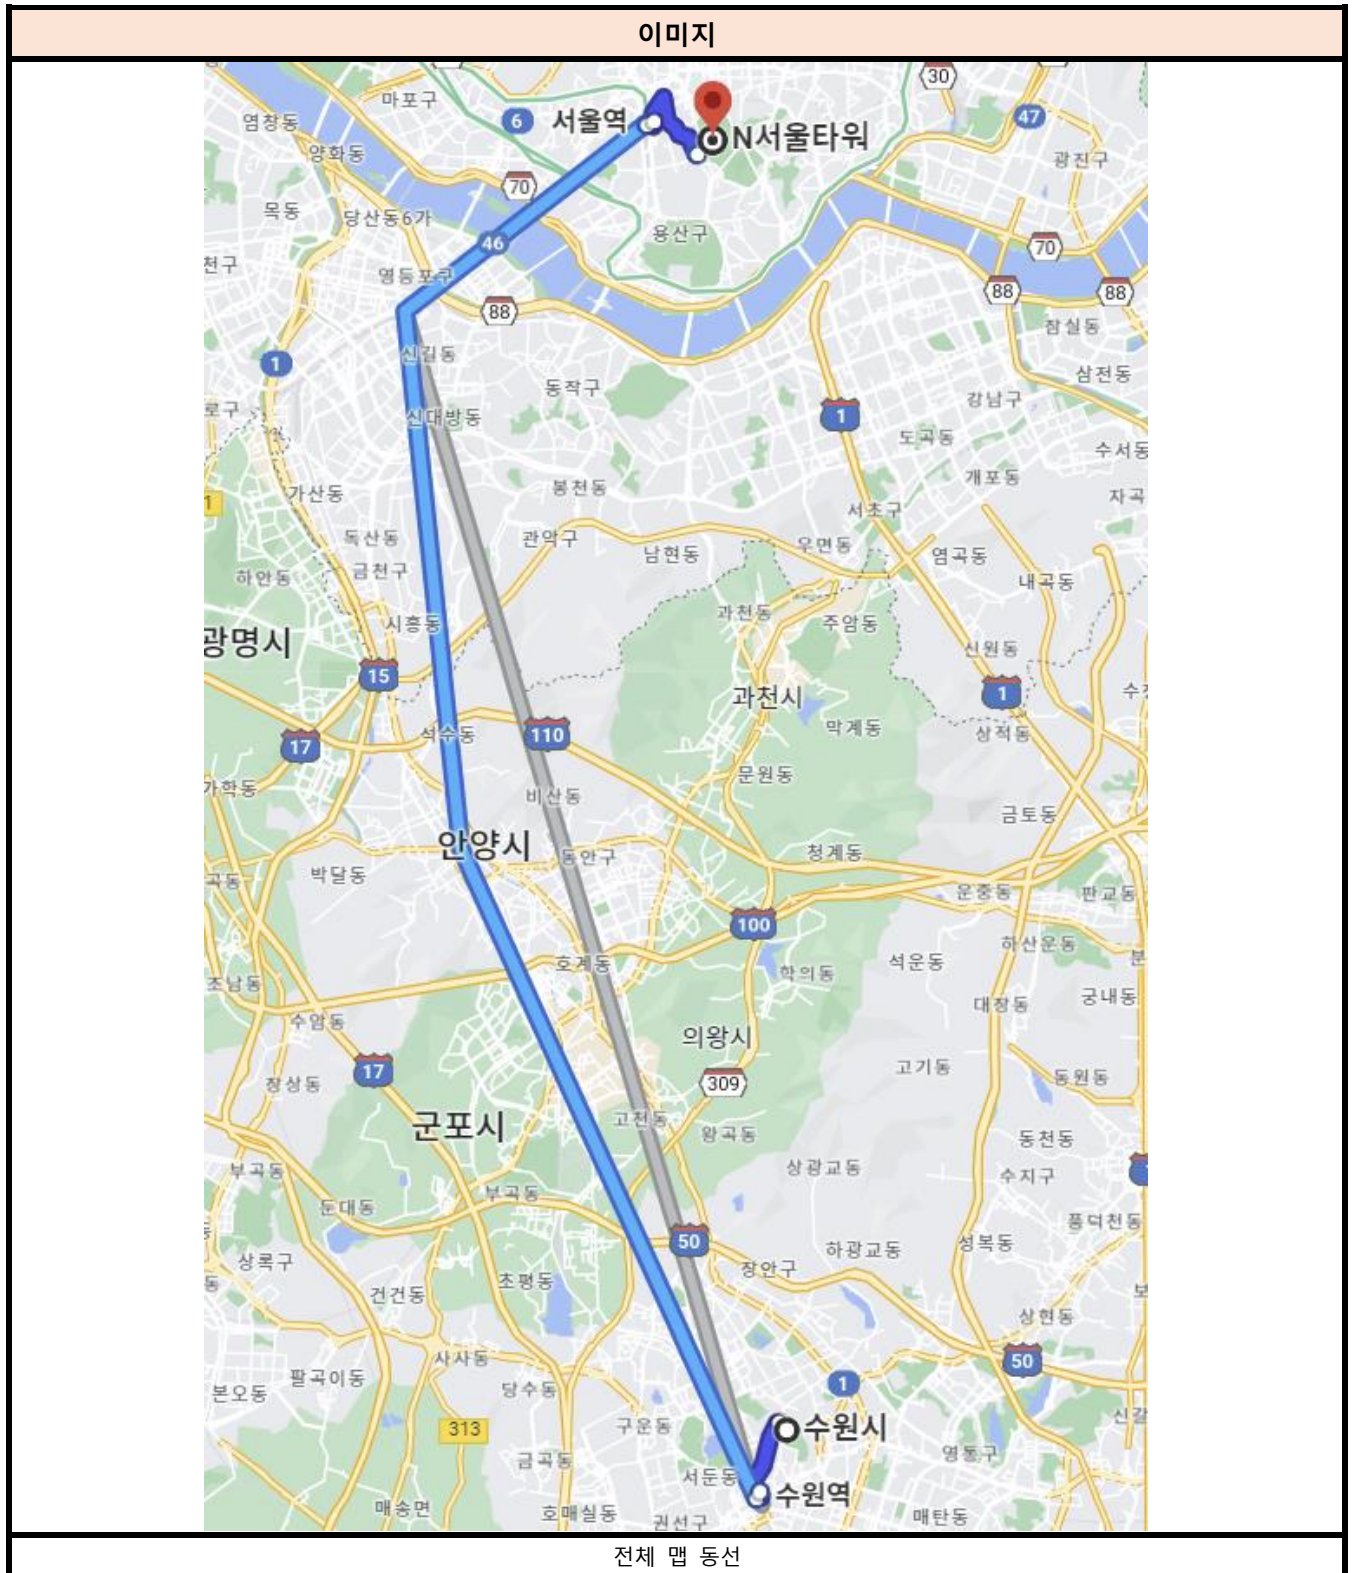 이미지
30
마포구
6
서울역
47
염창동
N서울타워
양화동
광진구
70
목동
당산동6가
용산구
46
70
천구
영등포구
88
88
88
잠실동
신길동
1
삼전동
동작구
강남구
로구
신대방동
1
도곡동
수서동
개포동
봉천동
가산동
자곡
1
서초구
독산동
관악구
우면동
남현동
염곡동
금천구
하안동
내곡동
과천동
시흥동
주암동
광명시
신원동
15
과천시
1
수정
막계동
석수동
110
상적동
17
문원동
가학동
비산동
금토동
안양시
청계동
동안구
박달동
곡동
운중동
판교동
100
하산운동
호계동
석운동
학의동
분
조남동
궁내동
대장동
수암동
의왕시
고기동
17
동원동
장상동
309
군포시
고천동
왕곡동
동천동
상광교동
부곡동
수지구
부곡동
둔대동
풍덕천동
50
성복동
하광교동
상록구
장안구
동
초평동
건건동
보
상현동
사사동
50
팔곡이동
1
본오동
당수동
신갈
313
구운동
수원시
영통구
금곡동
서둔동
수원역
매송면
호매실동
매탄동
권선구
전체 맵 동선